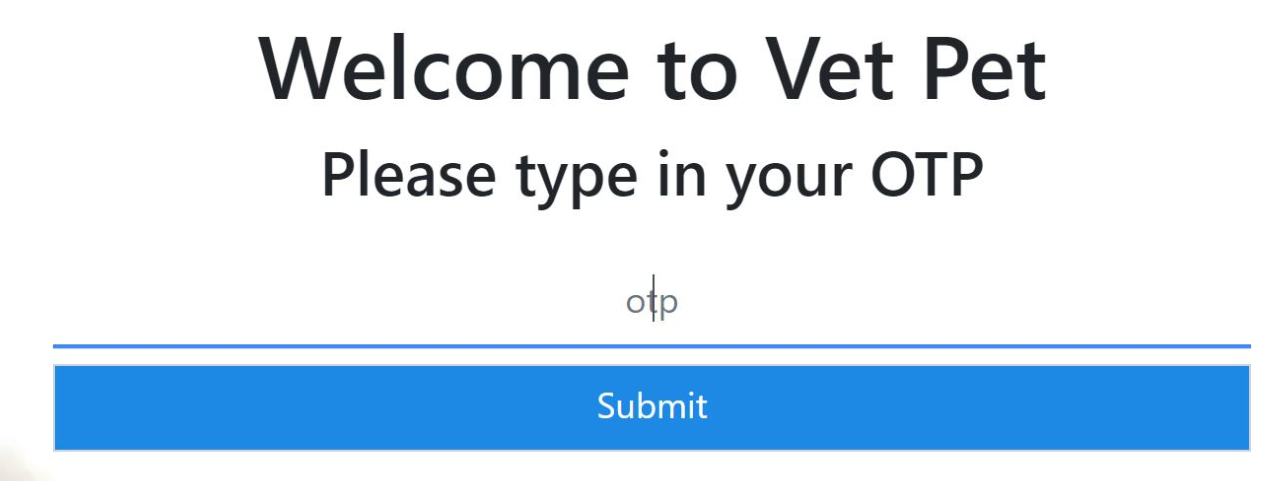 Welcome to Vet Pet
Please type in your OTP
otp
Submit